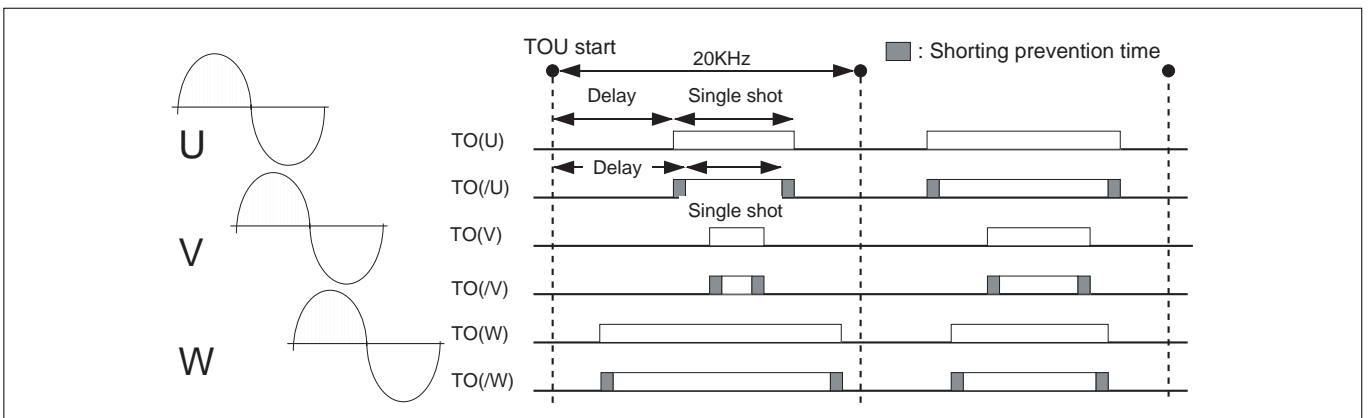 TOU start
: Shorting prevention time
20KHz
Delay
Single shot
U
TO(U)
Delay
TO(/U)
Single shot
V
TO(V)
TO(/V)
W
TO(W)
TO(/W)